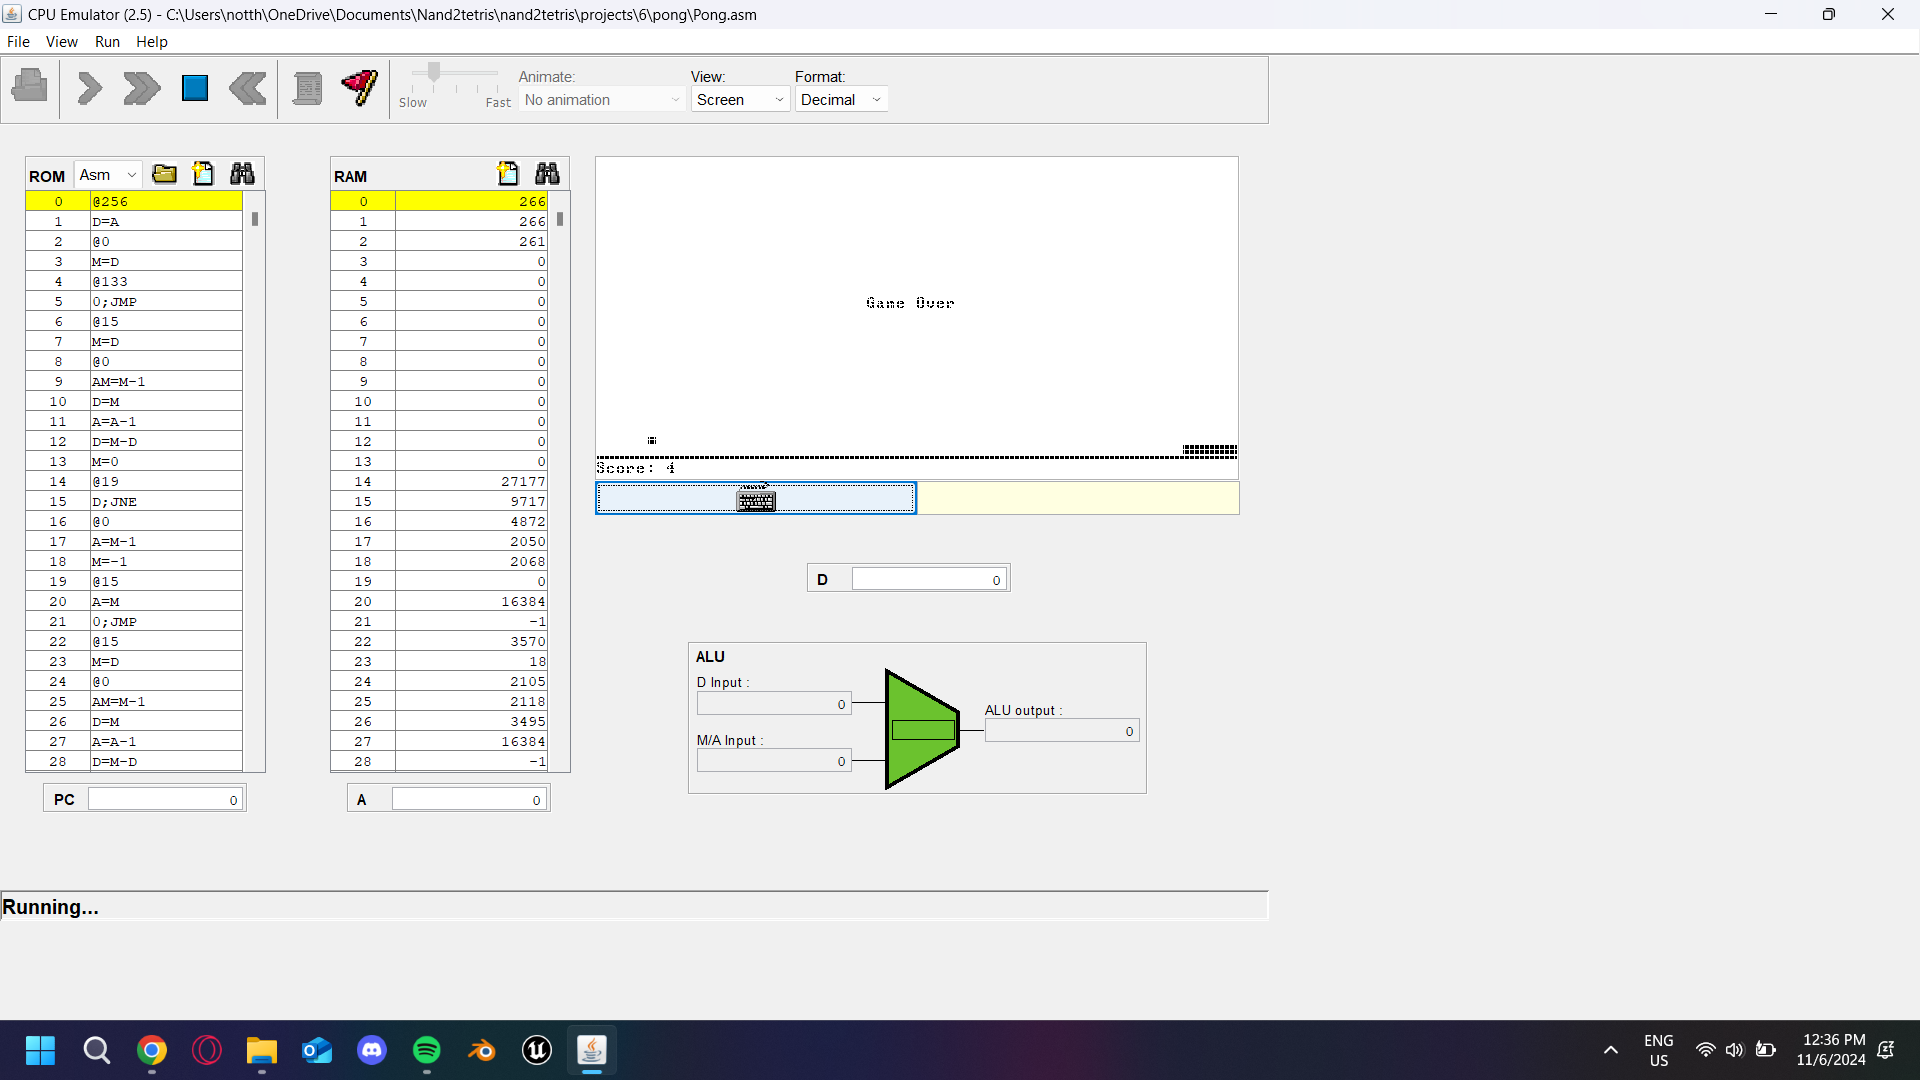 CPU Emulator (2.5) - C:\Users\notth\OneDrive\Documents\Nand2tetris\nand2tetris\projects\6\pong\Pong.asm
File View Run Help
Slow Fast
Animate:
No animation
View:
Screen
Format:
Decimal
ROM Asm
0 @256
1 D=A
2 @0
3 M=D
4 @133
5 0;JMP
6 @15
7 M=D
8 @0
9 AM=M-1
10 D=M
11 A=A-1
12 D=M-D
13 M=0
14 @19
15 D;JNE
16 @0
17 A=M-1
18 M=-1
19 @15
20 A=M
21 0;JMP
22 @15
23 M=D
24 @0
25 AM=M-1
26 D=M
27 A=A-1
28 D=M-D
PC 0
RAM
0 266
1 266
2 261
3 0
4 0
5 0
6 0
7 0
8 0
9 0
10 0
11 0
12 0
13 0
14 27177
15 9717
16 4872
17 2050
18 2068
19 0
20 16384
21 -1
22 3570
23 18
24 2105
25 2118
26 3495
27 16384
28 -1
A 0
Game Over
Score: 4
D 0
ALU
D Input :
0
M/A Input :
0
ALU output :
0
Running...
ENG
US
12:36 PM
11/6/2024